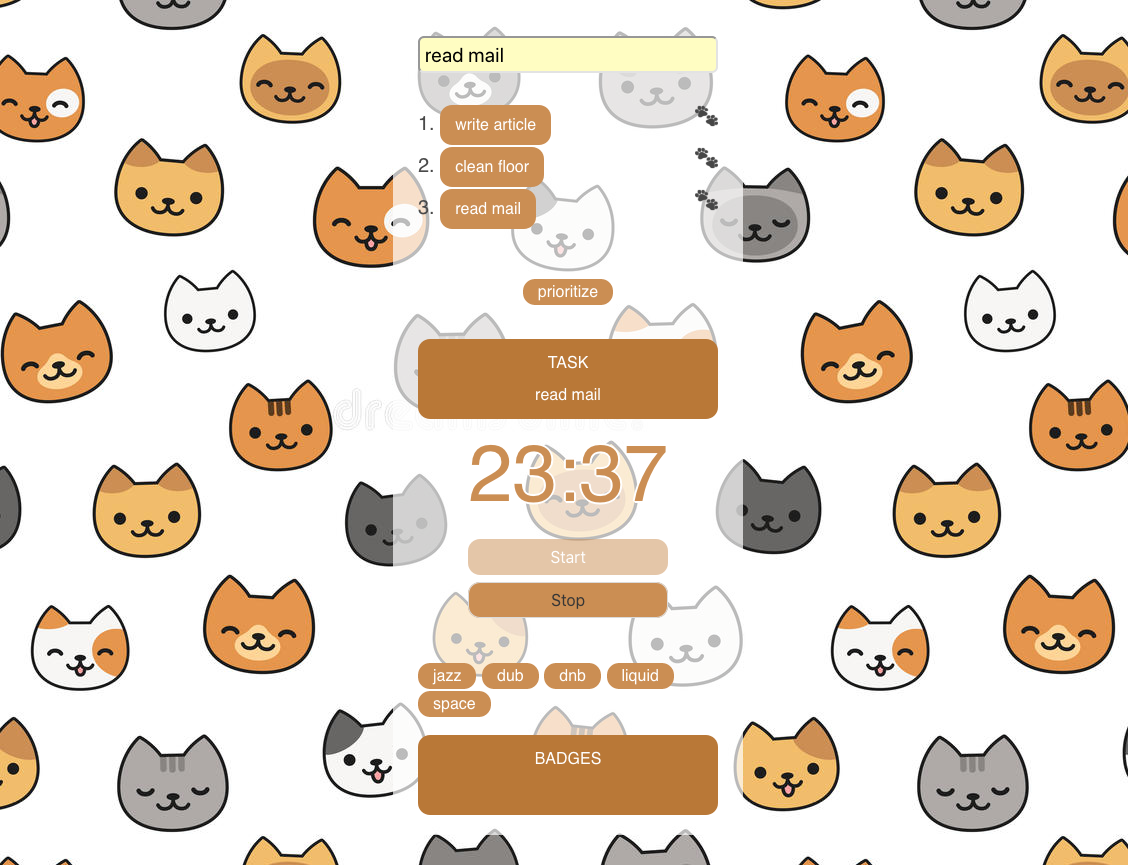 read mail
1. write article
2. clean floor
3. read mail
prioritize
TASK
read mail
23:37
Start
Stop
jazz dub dnb liquid
space
BADGES